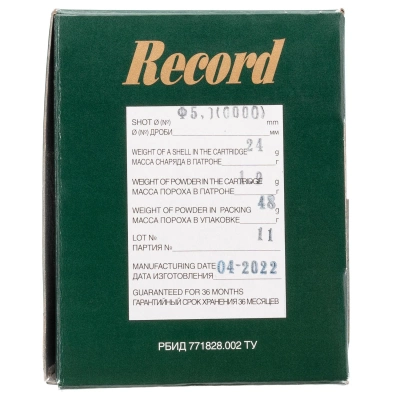 Record
SHOT Ø (№) Ф5,0(0000) mm
Ø (№) ДРОБИ мм
WEIGHT OF A SHELL IN THE CARTRIDGE 24 g
МАССА СНАРЯДА В ПАТРОНЕ г
WEIGHT OF POWDER IN THE CARTRIDGE g
МАССА ПОРОХА В ПАТРОНЕ г
WEIGHT OF POWDER IN PACKING 48 g
МАССА ПОРОХА В УПАКОВКЕ г
LOT № 11
ПАРТИЯ №
MANUFACTURING DATE 04-2022
ДАТА ИЗГОТОВЛЕНИЯ
GUARANTEED FOR 36 MONTHS
ГАРАНТИЙНЫЙ СРОК ХРАНЕНИЯ 36 МЕСЯЦЕВ
РБИД 771828.002 ТУ